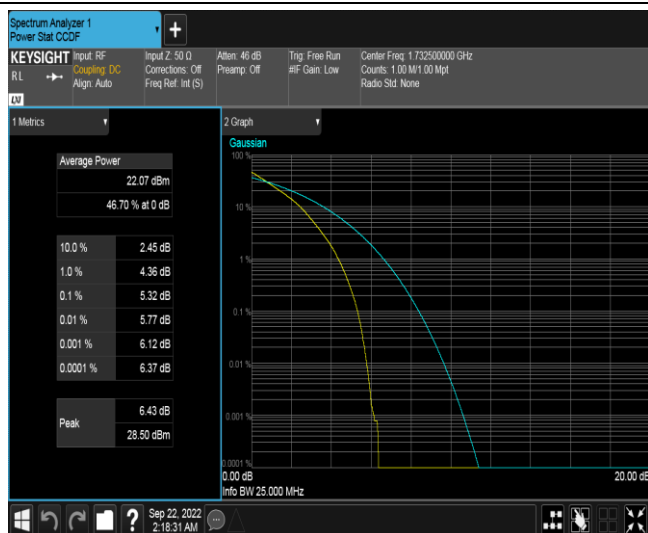 Spectrum Analyzer 1
Power Stat CCDF
+
KEYSIGHT
RL
LXI
Input: RF
Coupling: DC
Align: Auto
Input Z: 50 Ω
Corrections: Off
Freq Ref: Int (S)
Atten: 46 dB
Preamp: Off
Trig: Free Run
#IF Gain: Low
Center Freq: 1.732500000 GHz
Counts: 1.00 M/1.00 Mpt
Radio Std: None
1 Metrics
Average Power
22.07 dBm
46.70 % at 0 dB
10.0 % 2.45 dB
1.0 % 4.36 dB
0.1 % 5.32 dB
0.01 % 5.77 dB
0.001 % 6.12 dB
0.0001 % 6.37 dB
Peak
6.43 dB
28.50 dBm
2 Graph
Gaussian
100 %
10 %
1 %
0.1 %
0.01 %
0.001 %
0.0001 %
0.00 dB
20.00 dB
Info BW 25.000 MHz
?
Sep 22, 2022
2:18:31 AM